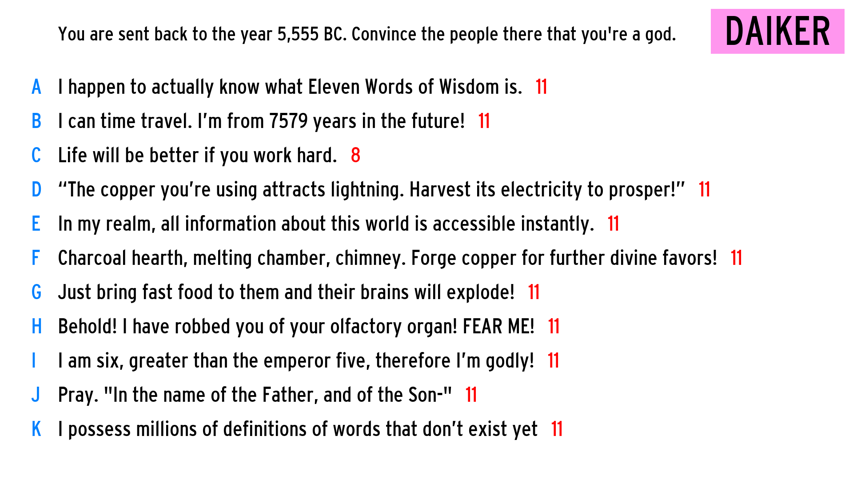 You are sent back to the year 5,555 BC. Convince the people there that you're a god.
DAIKER
A I happen to actually know what Eleven Words of Wisdom is. 11
B I can time travel. I’m from 7579 years in the future! 11
C Life will be better if you work hard. 8
D “The copper you’re using attracts lightning. Harvest its electricity to prosper!” 11
E In my realm, all information about this world is accessible instantly. 11
F Charcoal hearth, melting chamber, chimney. Forge copper for further divine favors! 11
G Just bring fast food to them and their brains will explode! 11
H Behold! I have robbed you of your olfactory organ! FEAR ME! 11
I I am six, greater than the emperor five, therefore I’m godly! 11
J Pray. "In the name of the Father, and of the Son-" 11
K I possess millions of definitions of words that don’t exist yet 11